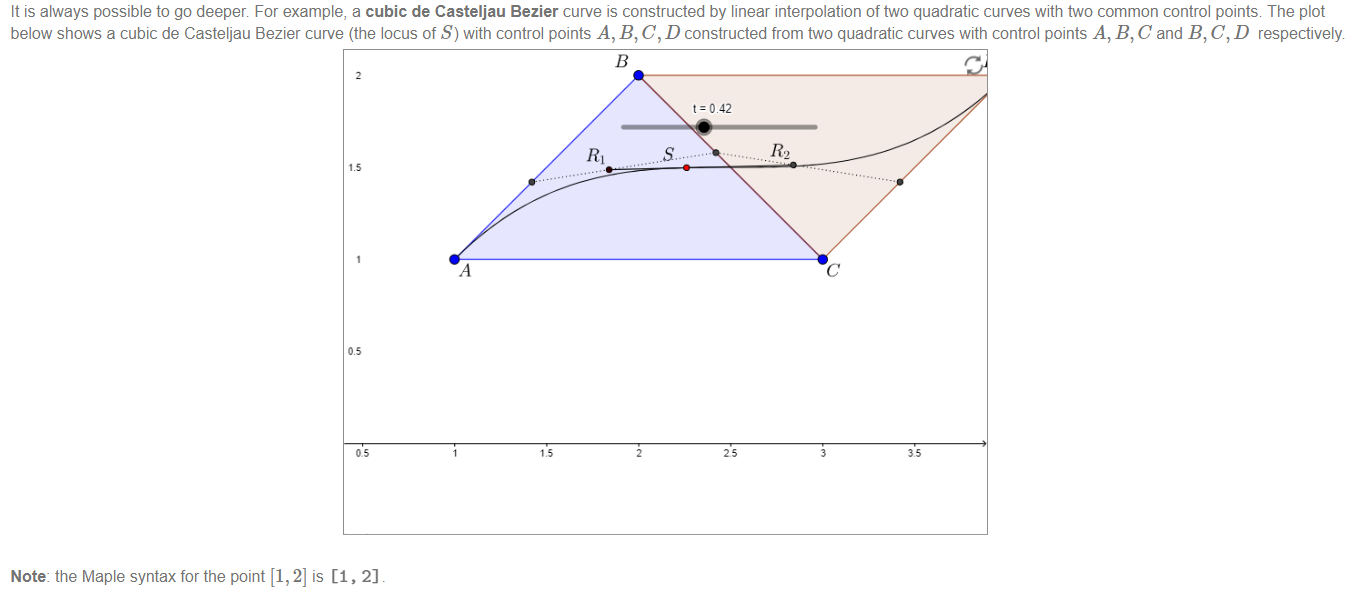 It is always possible to go deeper. For example, a cubic de Casteljau Bezier curve is constructed by linear interpolation of two quadratic curves with two common control points. The plot
below shows a cubic de Casteljau Bezier curve (the locus of S) with control points A, B, C, D constructed from two quadratic curves with control points A, B, C and B, C, D respectively.
B
2
t = 0.42
R₁
S
R₂
1.5
1
A
C
0.5
0.5
1
1.5
2
2.5
3
3.5
Note: the Maple syntax for the point [1, 2] is [1, 2].